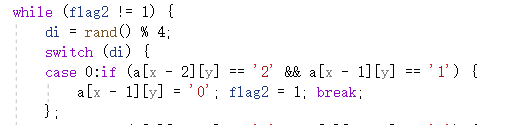 while (flag2 != 1) {
di = rand() % 4;
switch (di) {
case 0:if (a[x - 2][y] == '2' && a[x - 1][y] == '1') {
a[x - 1][y] = '0'; flag2 = 1; break;
};